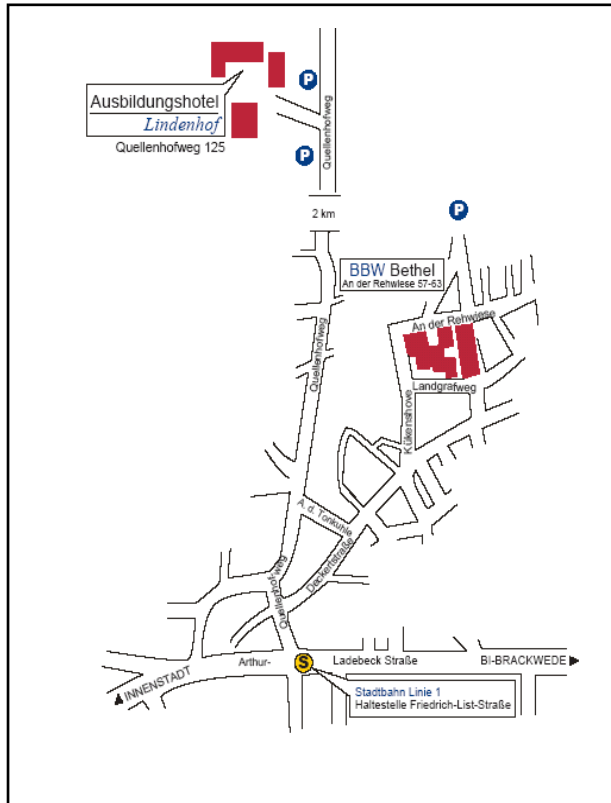 P
Ausbildungshotel
Lindenhof
Quellenhofweg 125
P
Quellenhofweg
2 km
P
BBW Bethel
An der Rehwiese 57-63
An der Rehwiese
Landgrafweg
Kükenshove
Quellenhofweg
A. d. Tonkuhle
Deckertstraße
Quellenhofweg
Arthur-
S
Ladebeck Straße
BI-BRACKWEDE
INNENSTADT
Stadtbahn Linie 1
Haltestelle Friedrich-List-Straße